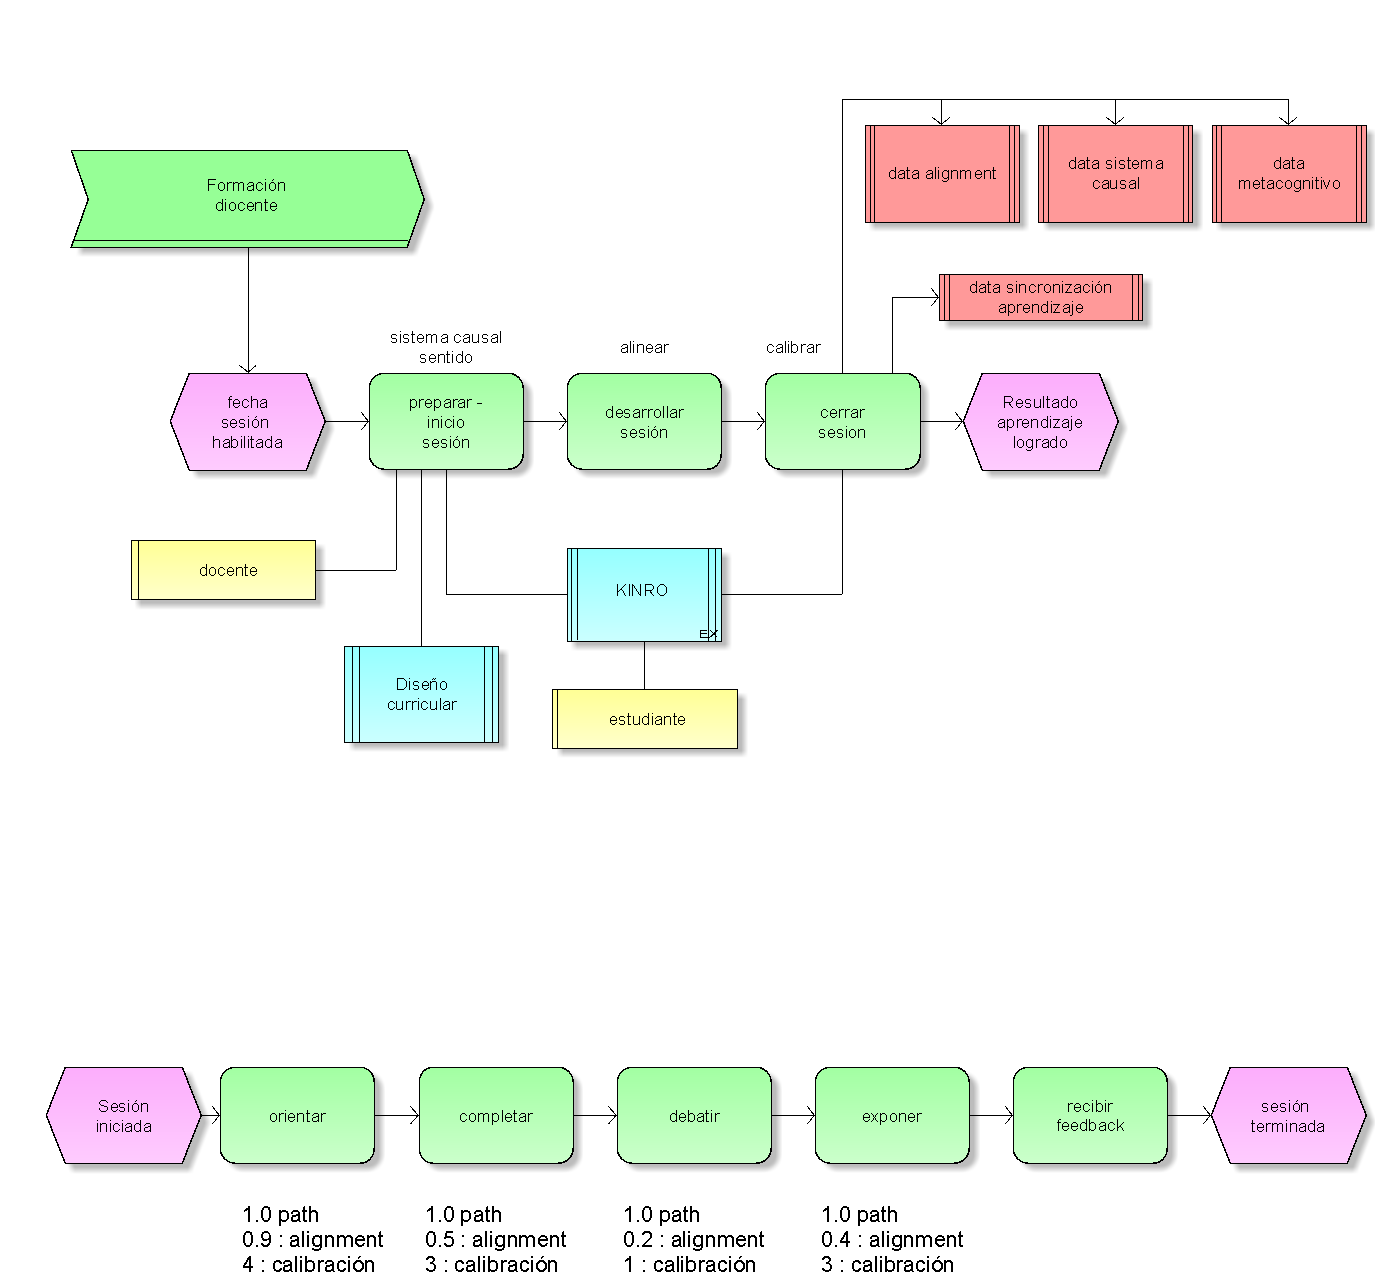 Formación
diocente
data alignment
data sistema
causal
data
metacognitivo
data sincronización
aprendizaje
sistema causal
sentido
alinear
calibrar
fecha
sesión
habilitada
preparar -
inicio
sesión
desarrollar
sesión
cerrar
sesion
Resultado
aprendizaje
logrado
docente
KINRO
EX
Diseño
curricular
estudiante
Sesión
iniciada
orientar
completar
debatir
exponer
recibir
feedback
sesión
terminada
1.0 path
0.9 : alignment
4 : calibración
1.0 path
0.5 : alignment
3 : calibración
1.0 path
0.2 : alignment
1 : calibración
1.0 path
0.4 : alignment
3 : calibración